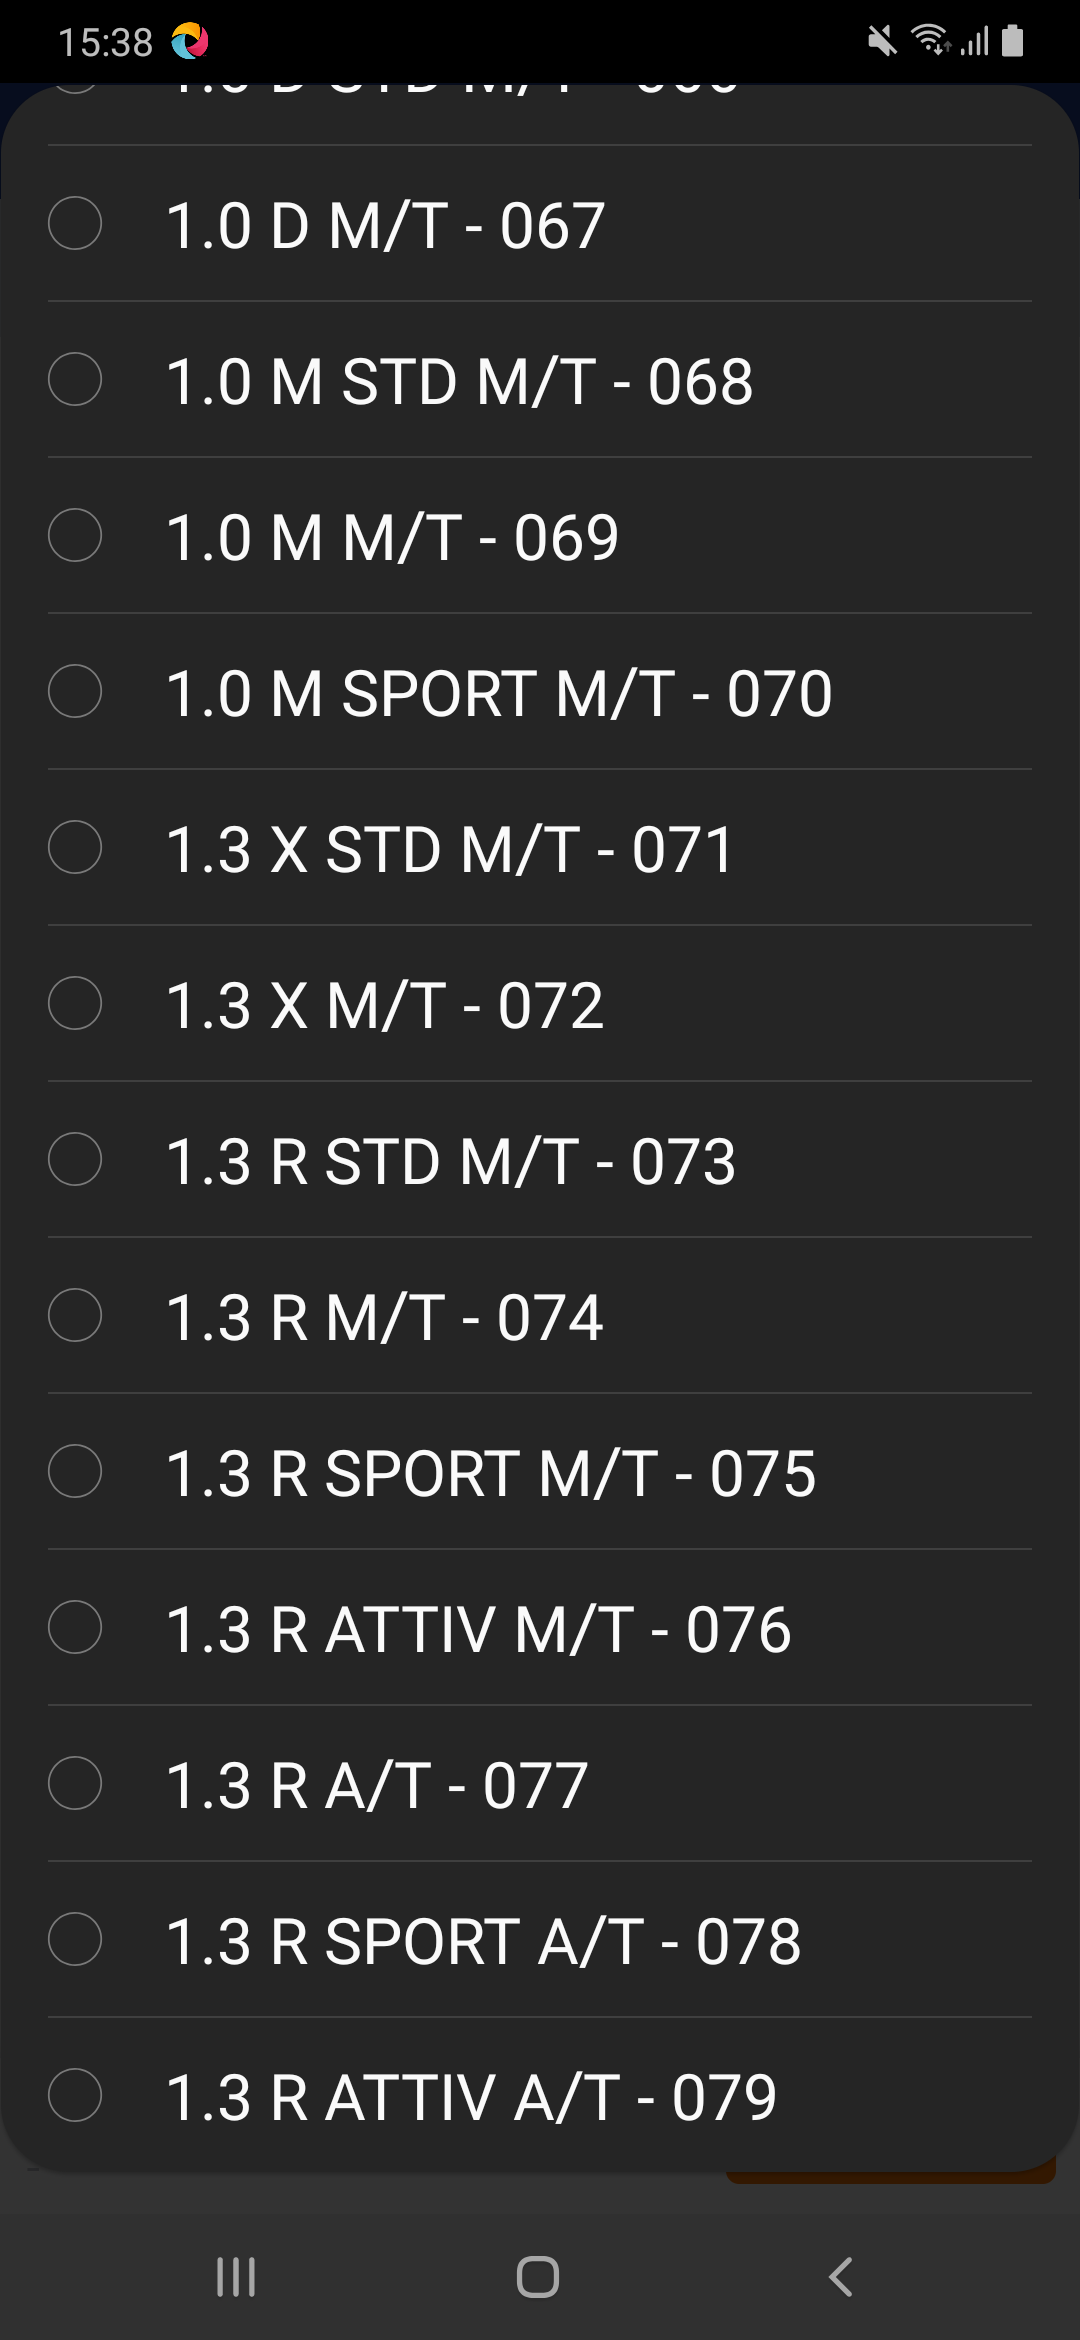 15:38
1.0 D M/T - 067
1.0 M STD M/T - 068
1.0 M M/T - 069
1.0 M SPORT M/T - 070
1.3 X STD M/T - 071
1.3 X M/T - 072
1.3 R STD M/T - 073
1.3 R M/T - 074
1.3 R SPORT M/T - 075
1.3 R ATTIV M/T - 076
1.3 R A/T - 077
1.3 R SPORT A/T - 078
1.3 R ATTIV A/T - 079